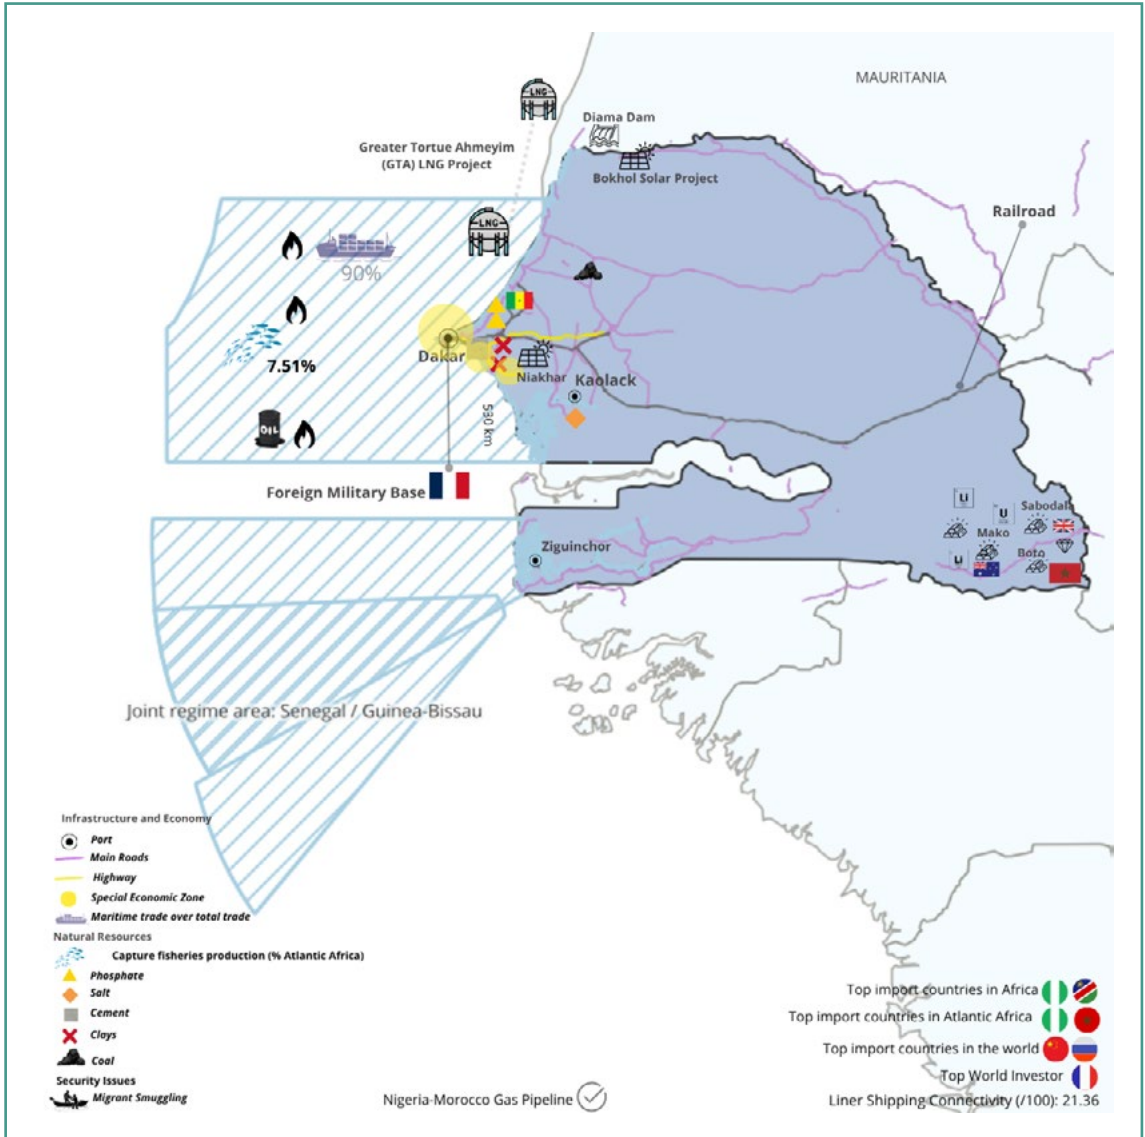 MAURITANIA
LNG
Diama Dam
Greater Tortue Ahmeyim
(GTA) LNG Project
Bokhol Solar Project
Railroad
LNG
90%
Dakar
7.51%
Niakhar
Kaolack
530 km
OIL
Foreign Military Base
Li
U
Sabodala
Mako
Li
Boto
Ziguinchor
Joint regime area: Senegal / Guinea-Bissau
Infrastructure and Economy
Port
Main Roads
Highway
Special Economic Zone
Maritime trade over total trade
Natural Resources
Capture fisheries production (% Atlantic Africa)
Phosphate
Salt
Cement
Clays
Coal
Security Issues
Migrant Smuggling
Nigeria-Morocco Gas Pipeline
Top import countries in Africa
Top import countries in Atlantic Africa
Top import countries in the world
Top World Investor
Liner Shipping Connectivity (/100): 21.36